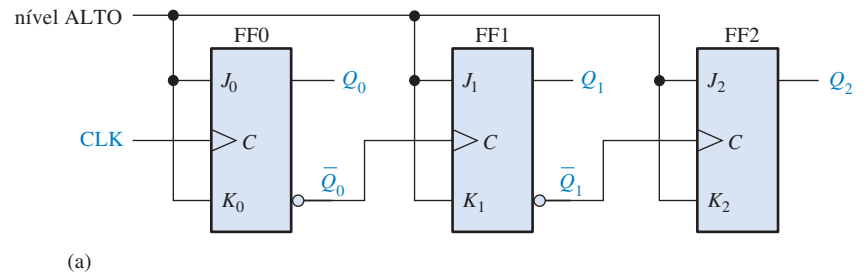 nível ALTO
FF0
FF1
FF2
J₀
Q₀
J₁
Q₁
J₂
Q₂
CLK
C
C
C
Q̅₀
Q̅₁
K₀
K₁
K₂
(a)